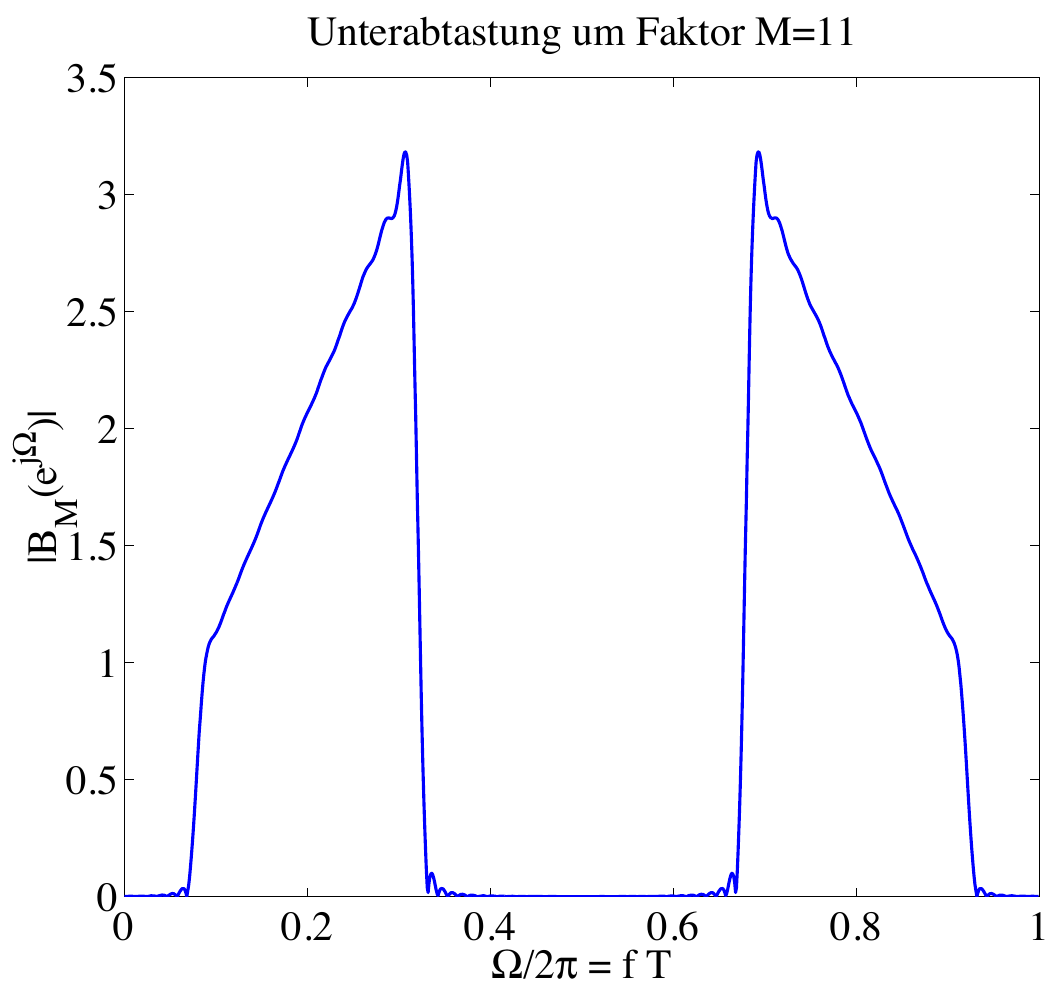 Unterabtastung um Faktor M=11
3.5
3
2.5
2
1.5
1
0.5
0
|B_M(e^{jΩ})|
0 0.2 0.4 0.6 0.8 1
Ω/2π = f T